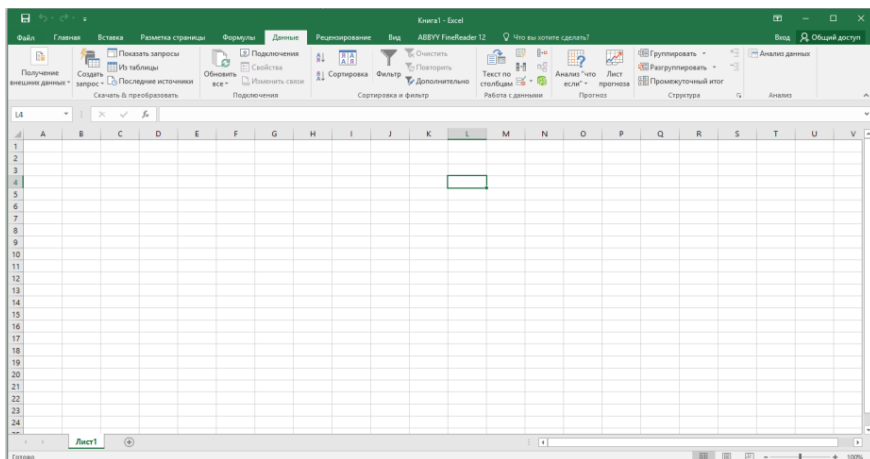 Книга1 - Excel
Файл Главная Вставка Разметка страницы Формулы Данные Рецензирование Вид ABBYY FineReader 12 Что вы хотите сделать? Вход Общий доступ
Получение внешних данных
Создать запрос
Показать запросы
Из таблицы
Последние источники
Скачать & преобразовать
Обновить все
Подключения
Свойства
Изменить связи
Подключения
Сортировка
Фильтр
Очистить
Повторить
Дополнительно
Сортировка и фильтр
Текст по столбцам
Работа с данными
Анализ "что если"
Лист прогноза
Прогноз
Группировать
Разгруппировать
Промежуточный итог
Структура
Анализ данных
Анализ
L4 fx
A B C D E F G H I J K L M N O P Q R S T U V
1
2
3
4
5
6
7
8
9
10
11
12
13
14
15
16
17
18
19
20
21
22
23
24
Лист1
Готово 100%